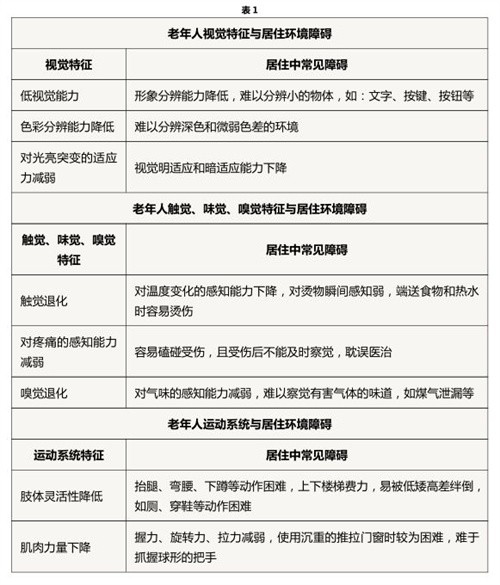 表1
老年人视觉特征与居住环境障碍
视觉特征
居住中常见障碍
低视觉能力
形象分辨能力降低，难以分辨小的物体，如：文字、按键、按钮等
色彩分辨能力降低
难以分辨深色和微弱色差的环境
对光亮突变的适应
力减弱
视觉明适应和暗适应能力下降
老年人触觉、味觉、嗅觉特征与居住环境障碍
触觉、味觉、嗅觉
特征
居住中常见障碍
触觉退化
对温度变化的感知能力下降，对烫物瞬间感知弱，端送食物和热水
时容易烫伤
对疼痛的感知能力
减弱
容易磕碰受伤，且受伤后不能及时察觉，耽误医治
嗅觉退化
对气味的感知能力减弱，难以察觉有害气体的味道，如煤气泄漏等
老年人运动系统与居住环境障碍
运动系统特征
居住中常见障碍
肢体灵活性降低
抬腿、弯腰、下蹲等动作困难，上下楼梯费力，易被低矮高差绊倒，
如厕、穿鞋等动作困难
肌肉力量下降
握力、旋转力、拉力减弱，使用沉重的推拉门窗时较为困难，难于
抓握球形的把手